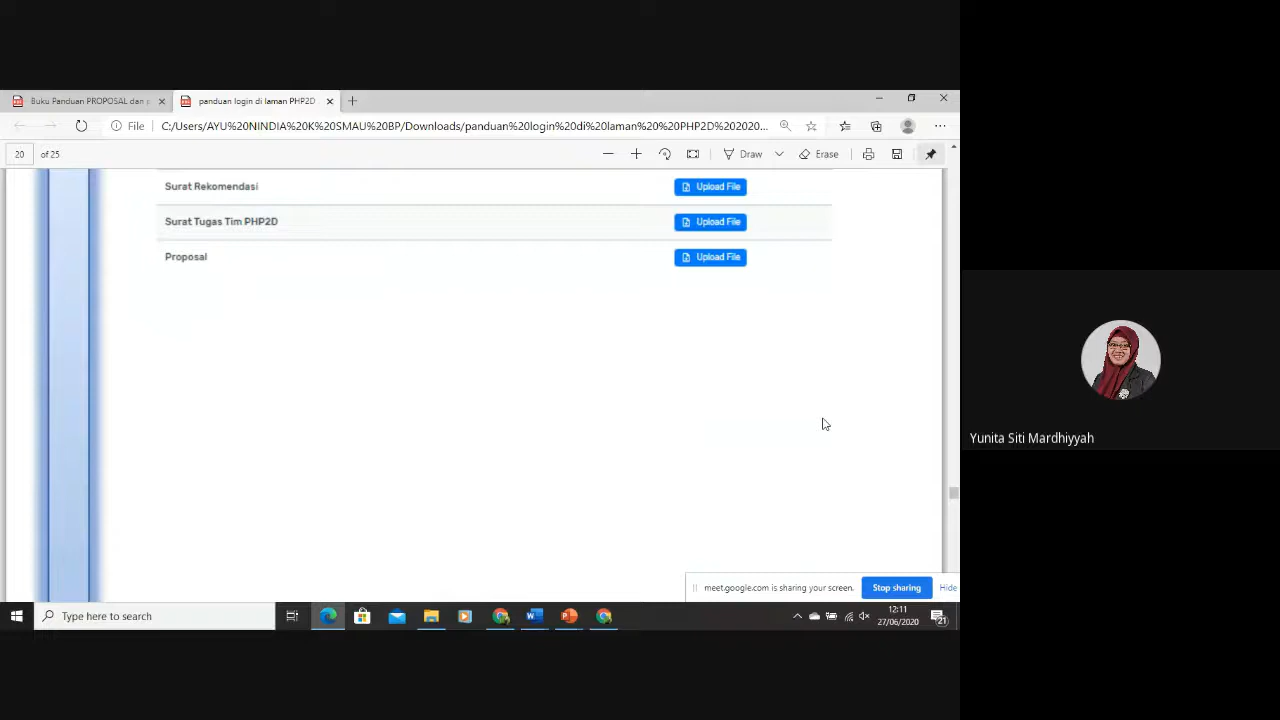 Buku Panduan PROPOSAL dan p
panduan login di laman PHP2D
File
C:/Users/AYU%20NINDIA%20K%20SMAU%20BP/Downloads/panduan%20login%20di%20laman%20%20PHP2D%202020...
20 of 25
Draw
Erase
Surat Rekomendasi
Upload File
Surat Tugas Tim PHP2D
Upload File
Proposal
Upload File
Yunita Siti Mardhiyyah
meet.google.com is sharing your screen.
Stop sharing
Hide
Type here to search
12:11
27/06/2020
21